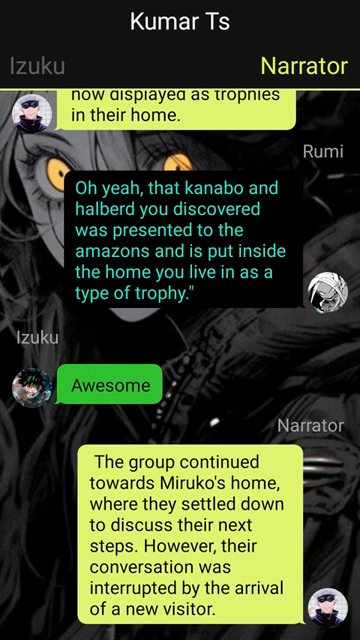 Kumar Ts
Izuku
Narrator
now displayed as trophies
in their home.
Rumi
Oh yeah, that kanabo and
halberd you discovered
was presented to the
amazons and is put inside
the home you live in as a
type of trophy."
Izuku
Awesome
Narrator
The group continued
towards Miruko's home,
where they settled down
to discuss their next
steps. However, their
conversation was
interrupted by the arrival
of a new visitor.